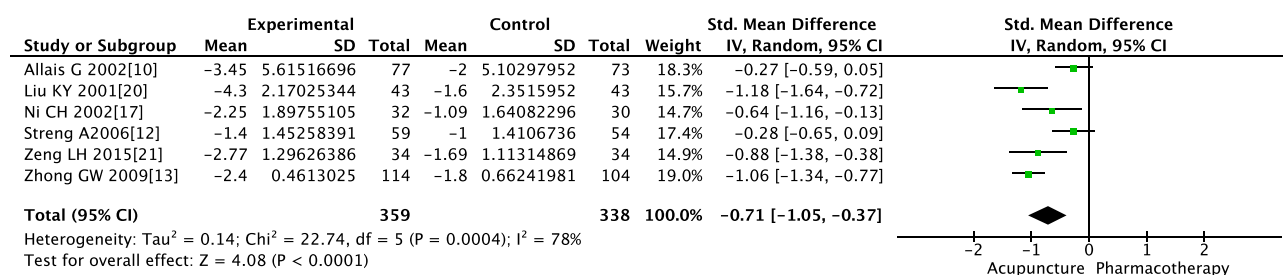 Experimental Control Std. Mean Difference Std. Mean Difference
Study or Subgroup Mean SD Total Mean SD Total Weight IV, Random, 95% CI IV, Random, 95% CI
Allais G 2002[10] −3.45 5.61516696 77 −2 5.10297952 73 18.3% −0.27 [−0.59, 0.05]
Liu KY 2001[20] −4.3 2.17025344 43 −1.6 2.3515952 43 15.7% −1.18 [−1.64, −0.72]
Ni CH 2002[17] −2.25 1.89755105 32 −1.09 1.64082296 30 14.7% −0.64 [−1.16, −0.13]
Streng A2006[12] −1.4 1.45258391 59 −1 1.4106736 54 17.4% −0.28 [−0.65, 0.09]
Zeng LH 2015[21] −2.77 1.29626386 34 −1.69 1.11314869 34 14.9% −0.88 [−1.38, −0.38]
Zhong GW 2009[13] −2.4 0.4613025 114 −1.8 0.66241981 104 19.0% −1.06 [−1.34, −0.77]
Total (95% CI) 359 338 100.0% −0.71 [−1.05, −0.37]
Heterogeneity: Tau² = 0.14; Chi² = 22.74, df = 5 (P = 0.0004); I² = 78%
Test for overall effect: Z = 4.08 (P < 0.0001)
−2 −1 0 1 2
Acupuncture Pharmacotherapy